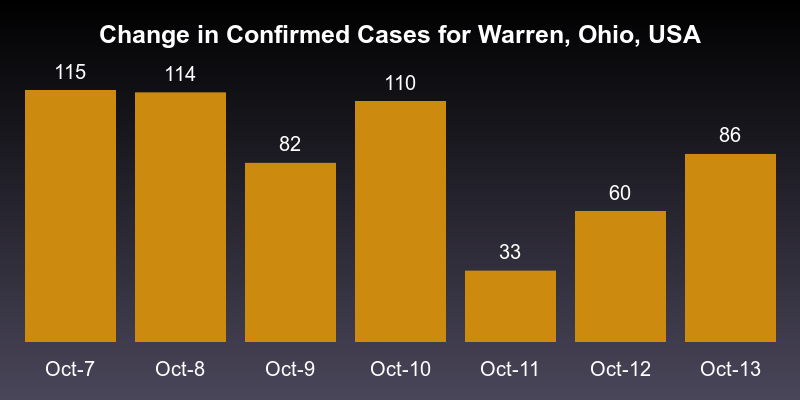 Change in Confirmed Cases for Warren, Ohio, USA
115
114
82
110
33
60
86
Oct-7
Oct-8
Oct-9
Oct-10
Oct-11
Oct-12
Oct-13